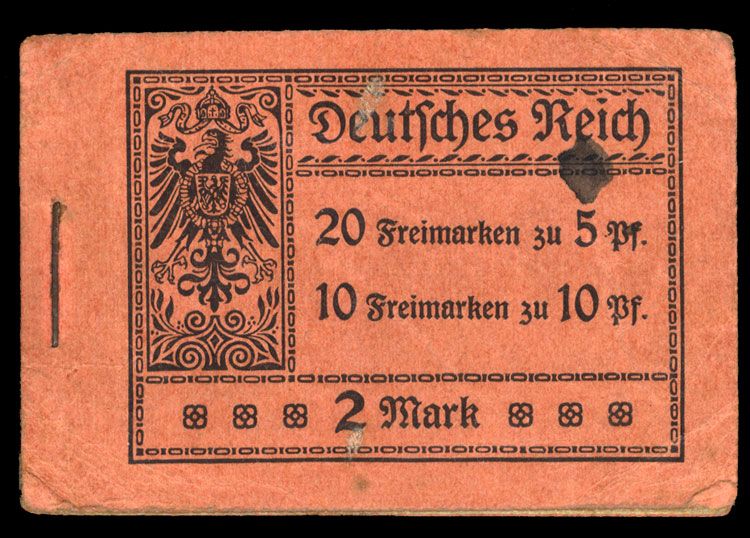 Deutſches Reich
20 Freimarken zu 5 Pf.
10 Freimarken zu 10 Pf.
2 Mark